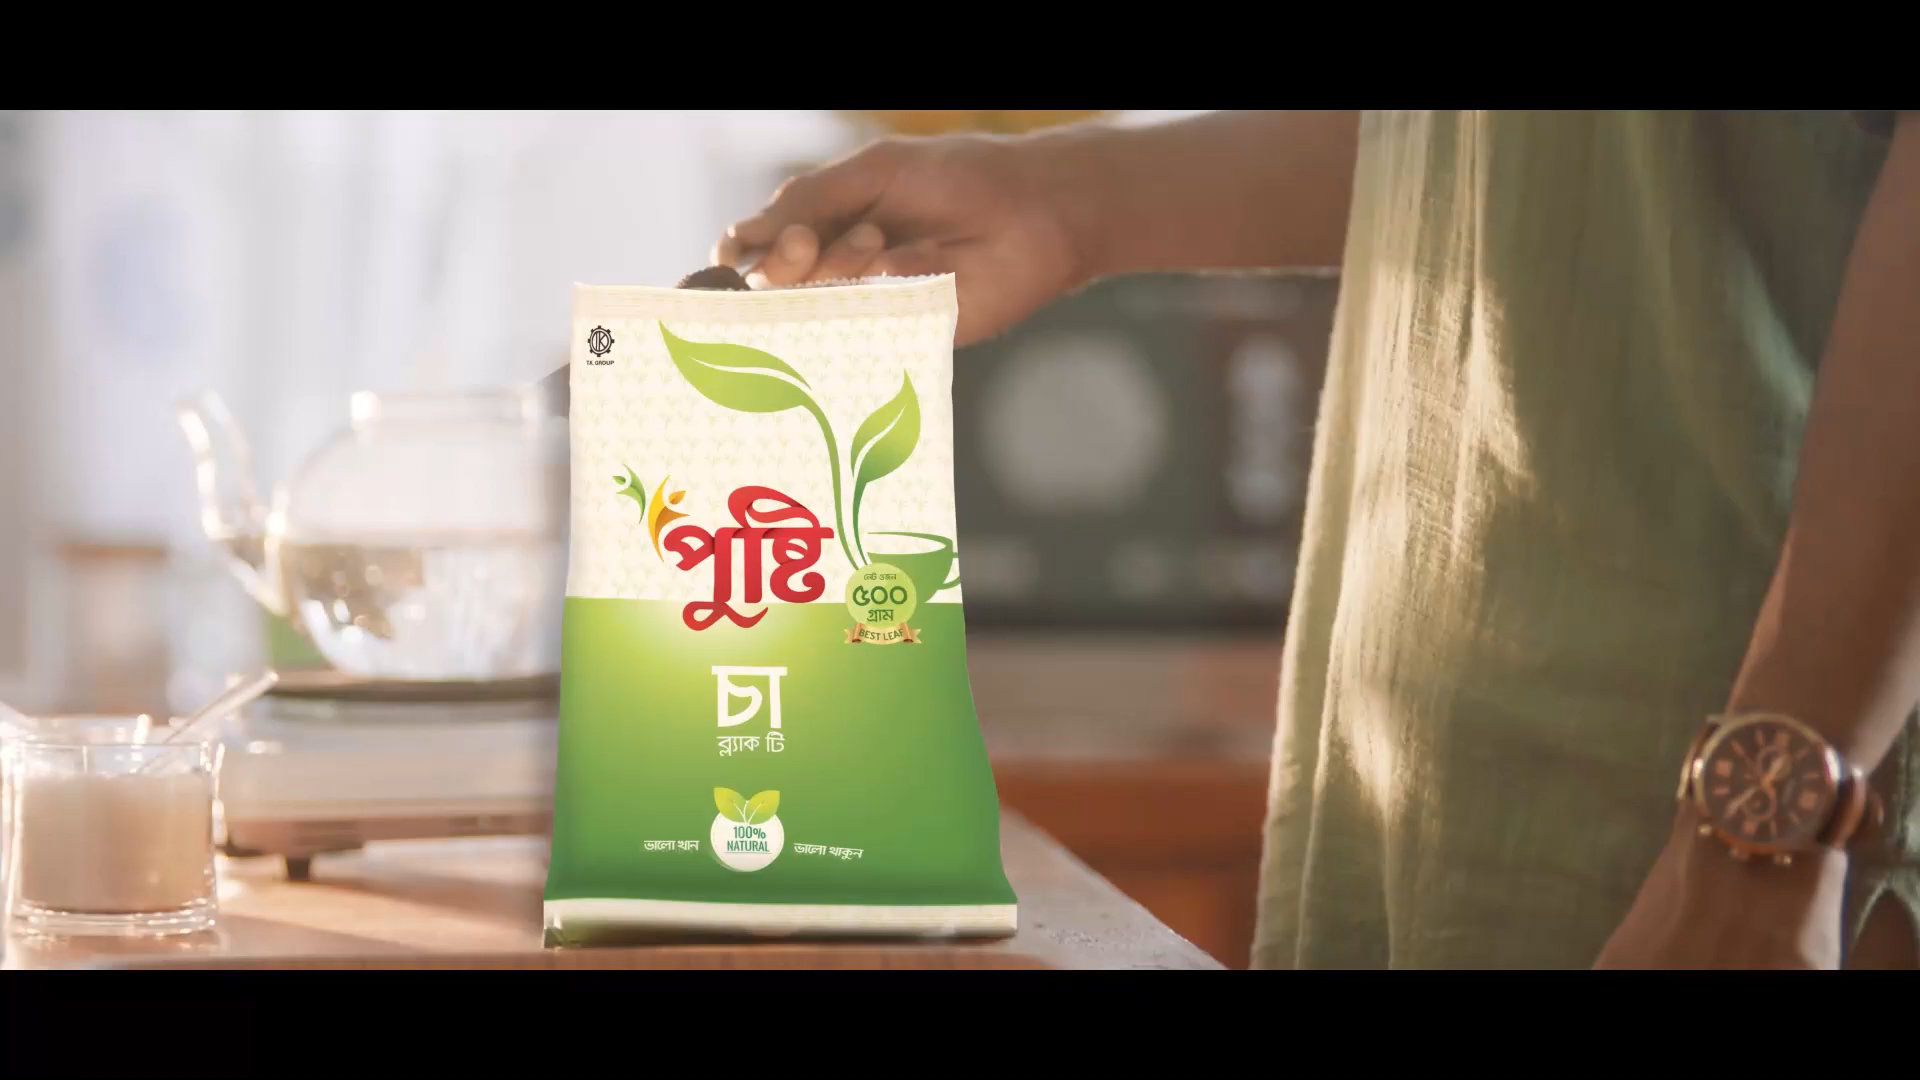 T.K. GROUP
পুষ্টি
নেট ওজন
৫০০
গ্রাম
BEST LEAF
চা
ব্ল্যাক টি
ভালো খান
100%
NATURAL
ভালো থাকুন